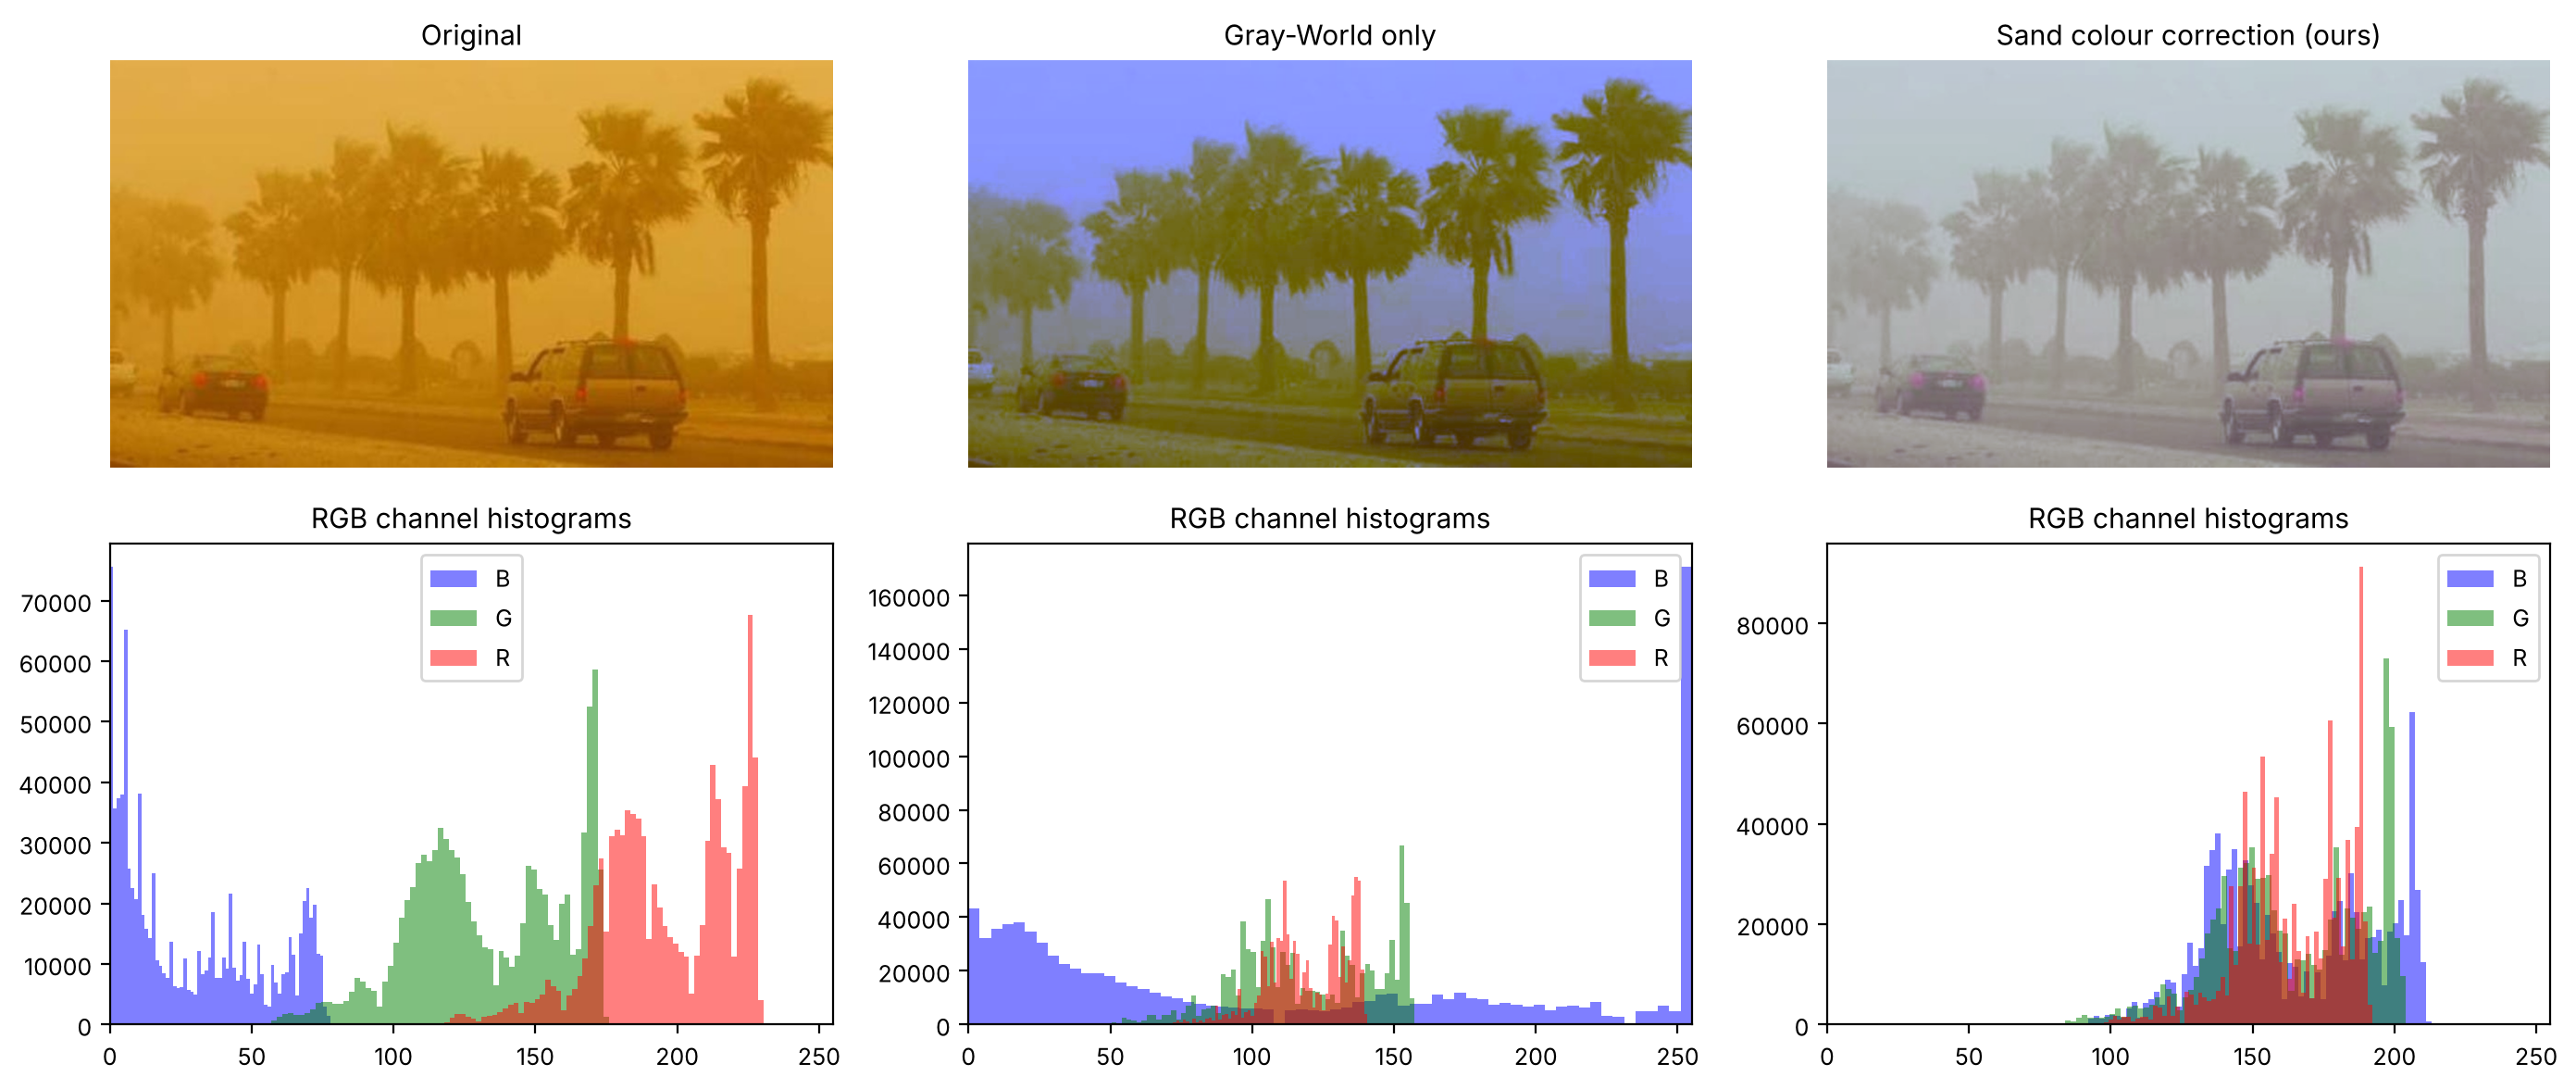 Original
Gray-World only
Sand colour correction (ours)
RGB channel histograms
B
G
R
70000
60000
50000
40000
30000
20000
10000
0
0 50 100 150 200 250
RGB channel histograms
B
G
R
160000
140000
120000
100000
80000
60000
40000
20000
0
0 50 100 150 200 250
RGB channel histograms
B
G
R
80000
60000
40000
20000
0
0 50 100 150 200 250